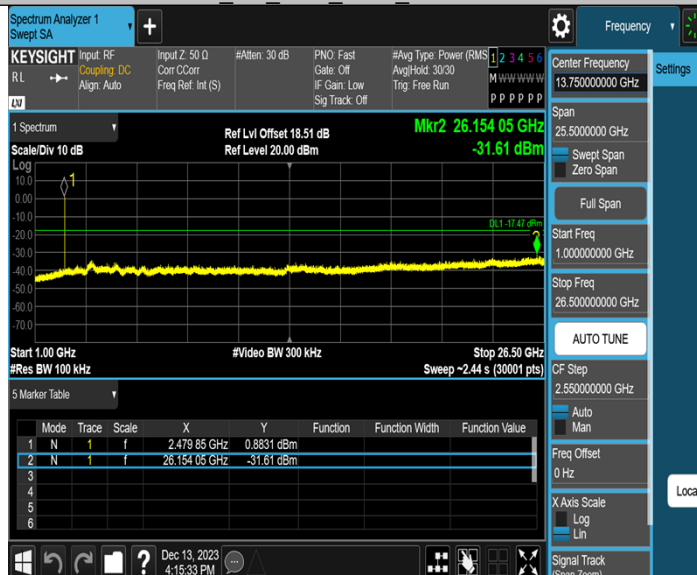 Spectrum Analyzer 1
Swept SA
Frequency
KEYSIGHT
RL
LXI
Input: RF
Coupling: DC
Align: Auto
Input Z: 50 Ω
Corr CCorr
Freq Ref: Int (S)
#Atten: 30 dB
PNO: Fast
Gate: Off
IF Gain: Low
Sig Track: Off
#Avg Type: Power (RMS
Avg|Hold: 30/30
Trig: Free Run
1 2 3 4 5 6
M W W W W W
P P P P P P
1 Spectrum
Scale/Div 10 dB
Ref Lvl Offset 18.51 dB
Ref Level 20.00 dBm
Mkr2 26.154 05 GHz
-31.61 dBm
Log
10.0
0.00
-10.0
-20.0
-30.0
-40.0
-50.0
-60.0
-70.0
1
DL1 -17.47 dBm
2
Start 1.00 GHz
#Video BW 300 kHz
Stop 26.50 GHz
#Res BW 100 kHz
Sweep ~2.44 s (30001 pts)
5 Marker Table
Mode Trace Scale X Y Function Function Width Function Value
1 N 1 f 2.479 85 GHz 0.8831 dBm
2 N 1 f 26.154 05 GHz -31.61 dBm
3
4
5
6
Dec 13, 2023
4:15:33 PM
Center Frequency
13.750000000 GHz
Settings
Span
25.5000000 GHz
Swept Span
Zero Span
Full Span
Start Freq
1.000000000 GHz
Stop Freq
26.500000000 GHz
AUTO TUNE
CF Step
2.550000000 GHz
Auto
Man
Freq Offset
0 Hz
Loca
X Axis Scale
Log
Lin
Signal Track
(Span Zoom)